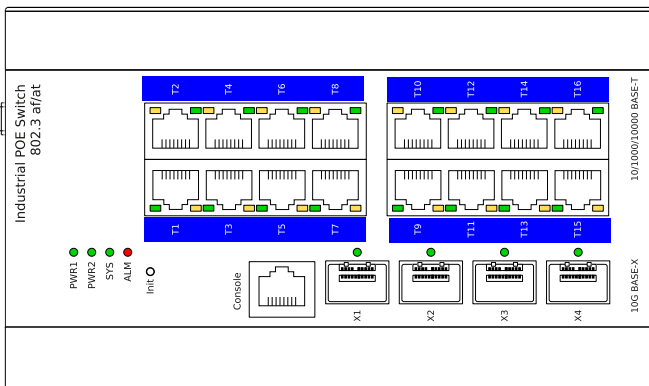 Industrial POE Switch
802.3 af/at
T2
T4
T6
T8
T10
T12
T14
T16
10/1000/10000 BASE-T
T1
T3
T5
T7
T9
T11
T13
T15
PWR1
PWR2
SYS
ALM
Init
Console
X1
X2
X3
X4
10G BASE-X